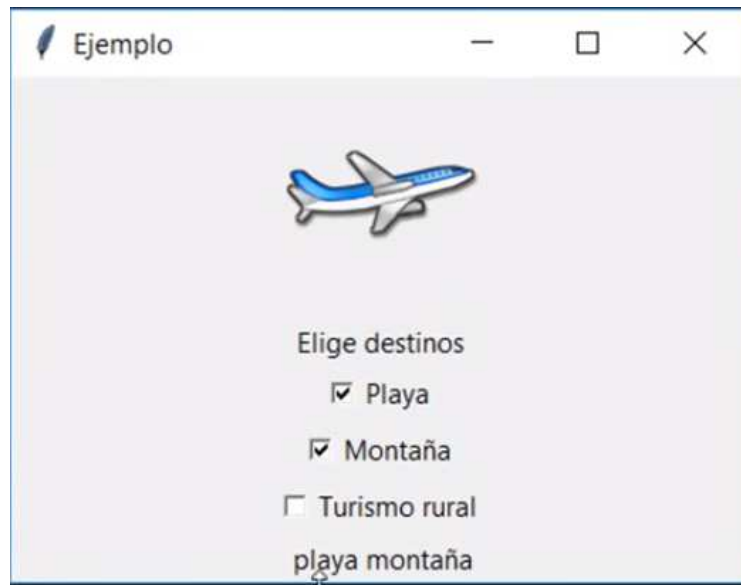 Ejemplo
Elige destinos
Playa
Montaña
Turismo rural
playa montaña